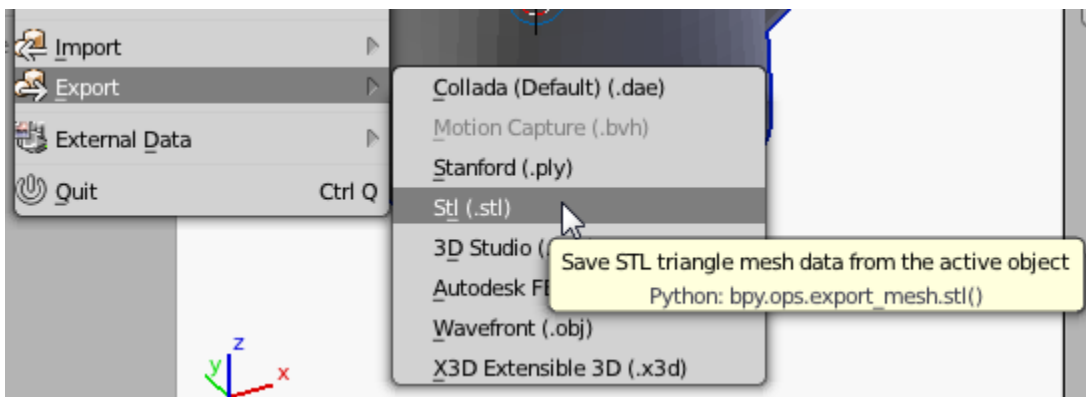 Import
Export
External Data
Quit Ctrl Q
Collada (Default) (.dae)
Motion Capture (.bvh)
Stanford (.ply)
Stl (.stl)
3D Studio (.
Autodesk
Wavefront (.obj)
X3D Extensible 3D (.x3d)
Save STL triangle mesh data from the active object
Python: bpy.ops.export_mesh.stl()
z
y
x